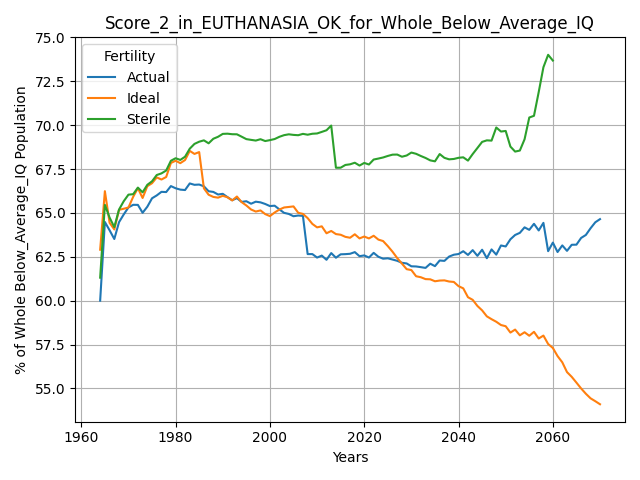 Score_2_in_EUTHANASIA_OK_for_Whole_Below_Average_IQ
% of Whole Below_Average_IQ Population
75.0
72.5
70.0
67.5
65.0
62.5
60.0
57.5
55.0
Fertility
Actual
Ideal
Sterile
1960
1980
2000
2020
2040
2060
Years